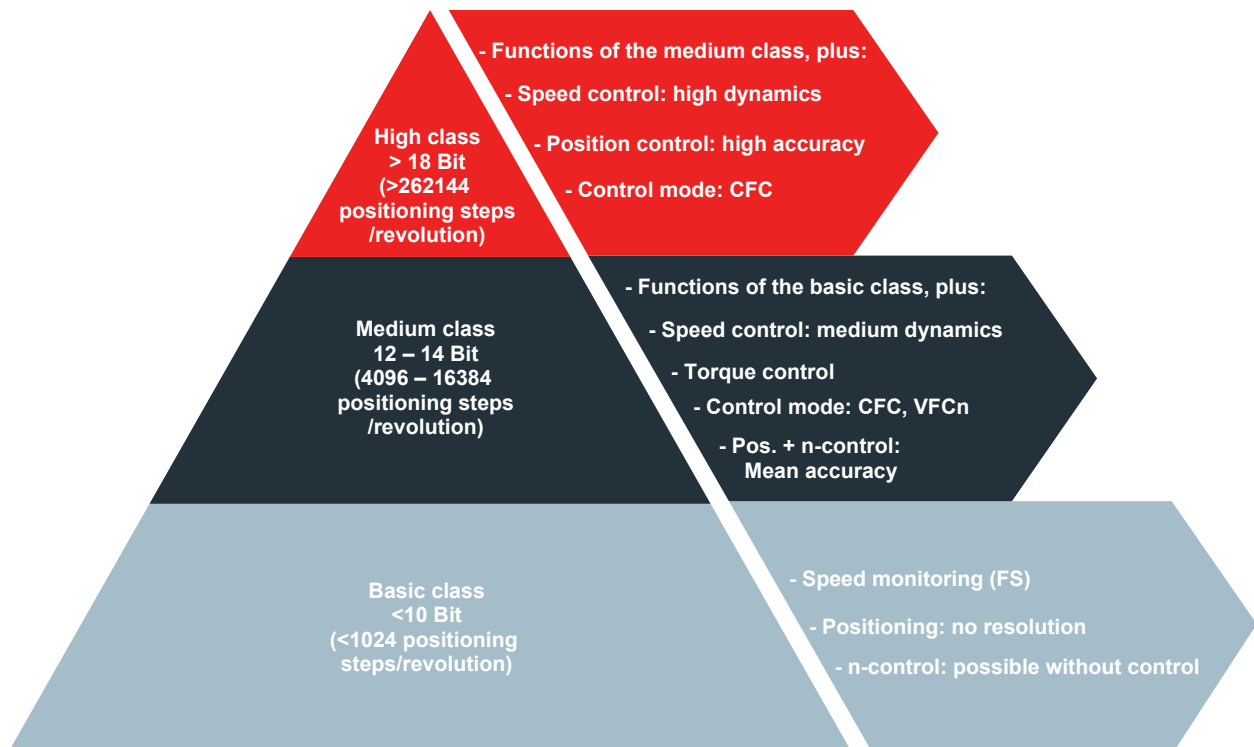 High class
> 18 Bit
(>262144
positioning steps
/revolution)
- Functions of the medium class, plus:
- Speed control: high dynamics
- Position control: high accuracy
- Control mode: CFC
Medium class
12 – 14 Bit
(4096 – 16384
positioning steps
/revolution)
- Functions of the basic class, plus:
- Speed control: medium dynamics
- Torque control
- Control mode: CFC, VFCn
- Pos. + n-control:
Mean accuracy
Basic class
<10 Bit
(<1024 positioning
steps/revolution)
- Speed monitoring (FS)
- Positioning: no resolution
- n-control: possible without control